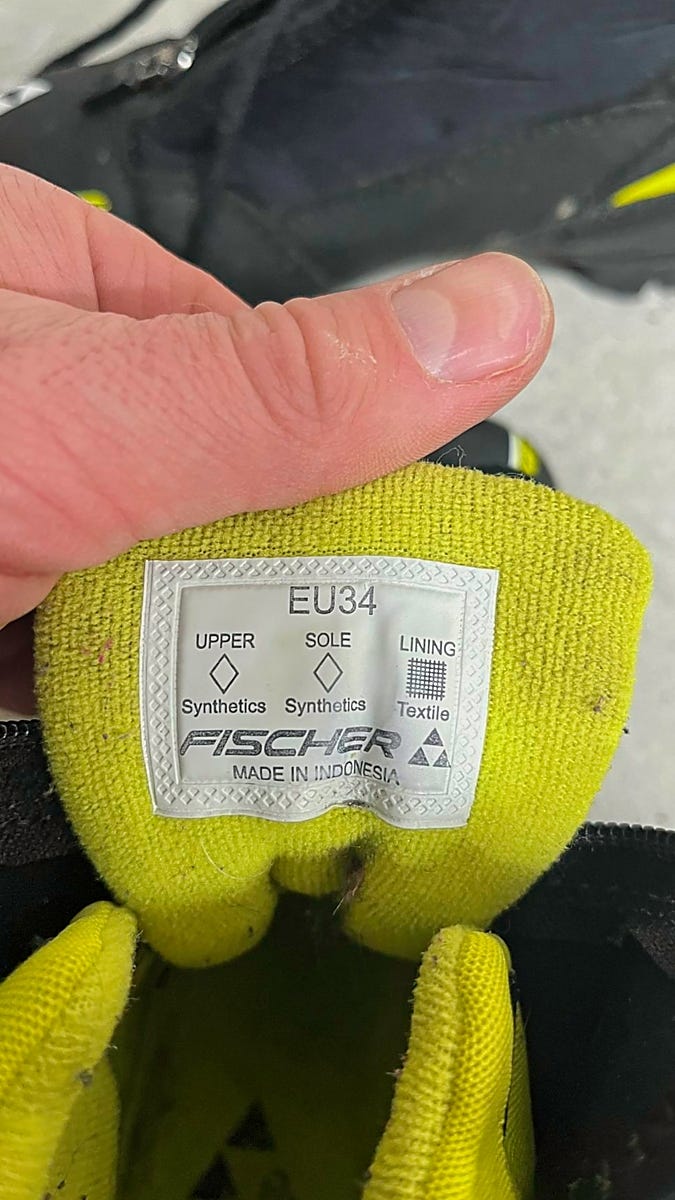 EU34
UPPER SOLE LINING
Synthetics Synthetics Textile
FISCHER
MADE IN INDONESIA